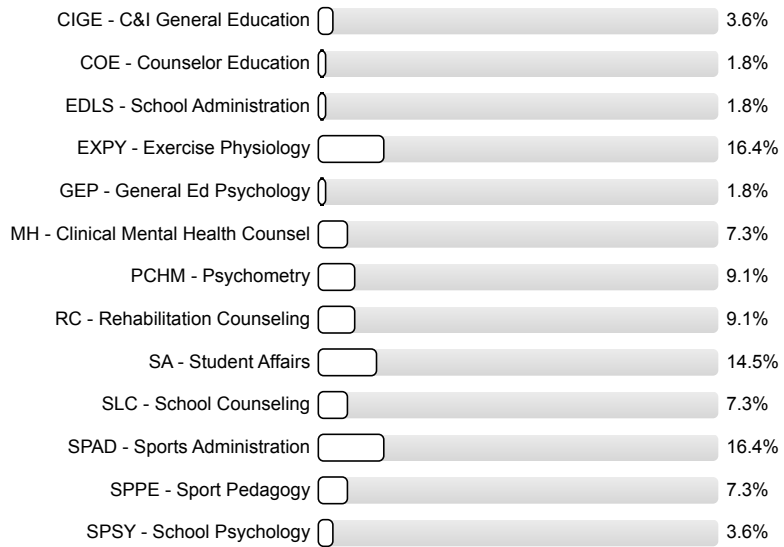 CIGE - C&I General Education 3.6%
COE - Counselor Education 1.8%
EDLS - School Administration 1.8%
EXPY - Exercise Physiology 16.4%
GEP - General Ed Psychology 1.8%
MH - Clinical Mental Health Counsel 7.3%
PCHM - Psychometry 9.1%
RC - Rehabilitation Counseling 9.1%
SA - Student Affairs 14.5%
SLC - School Counseling 7.3%
SPAD - Sports Administration 16.4%
SPPE - Sport Pedagogy 7.3%
SPSY - School Psychology 3.6%